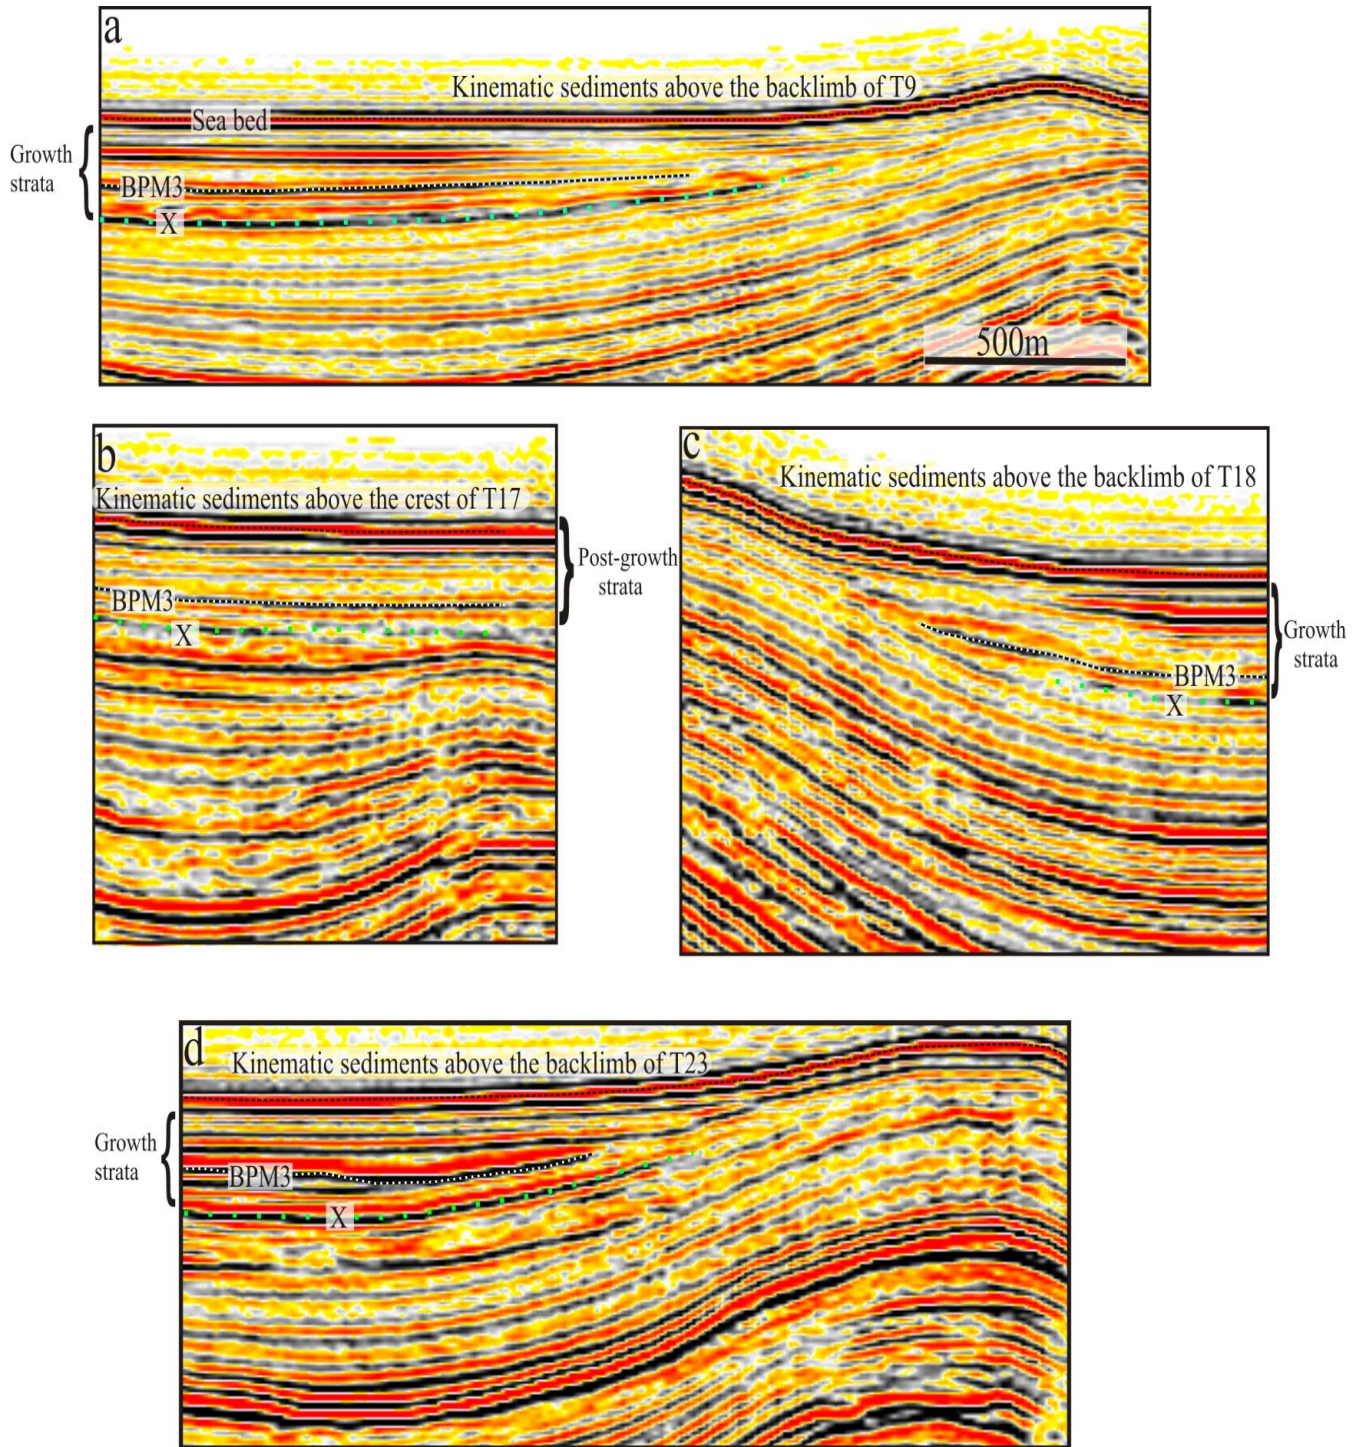 a
Kinematic sediments above the backlimb of T9
Sea bed
Growth
strata
BPM3
X
500m
b
Kinematic sediments above the crest of T17
Post-growth
strata
BPM3
X
c
Kinematic sediments above the backlimb of T18
Growth
strata
BPM3
X
d
Kinematic sediments above the backlimb of T23
Growth
strata
BPM3
X